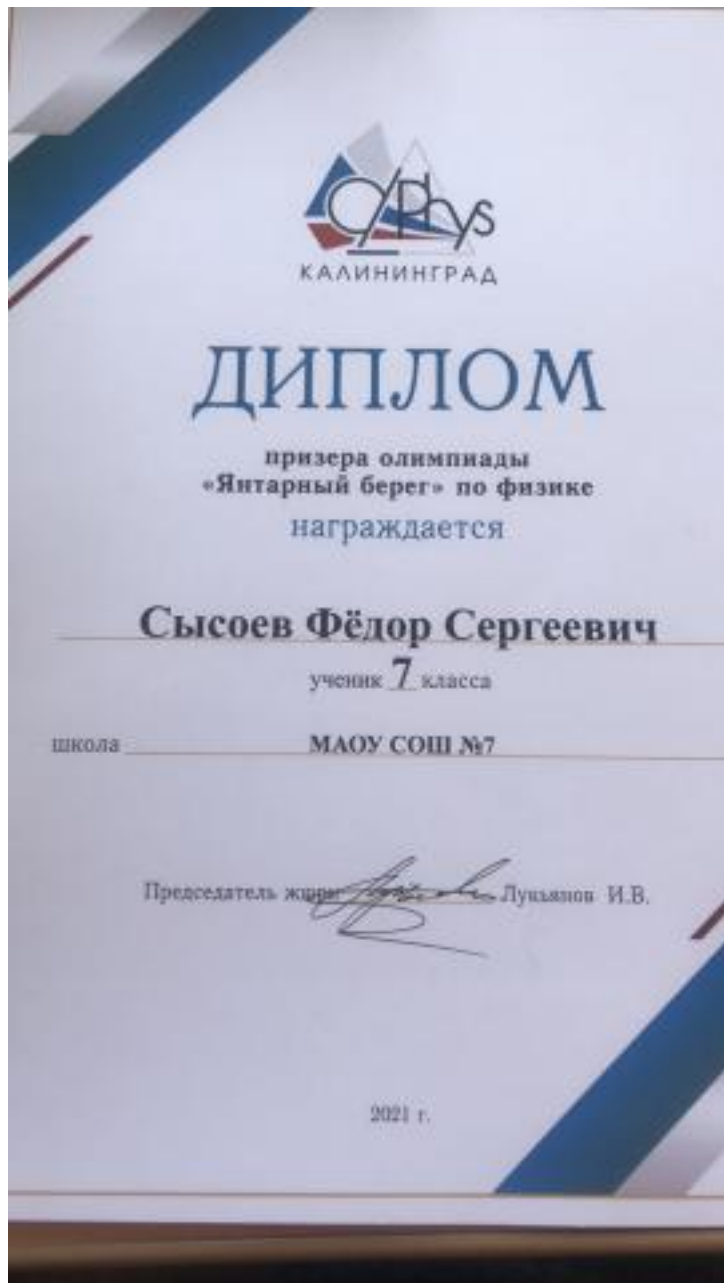 C/Phys
КАЛИНИНГРАД
ДИПЛОМ
призера олимпиады
«Янтарный берег» по физике
награждается
Сысоев Фёдор Сергеевич
ученик 7 класса
школа МАОУ СОШ №7
Председатель жюри Лукьянов И.В.
2021 г.